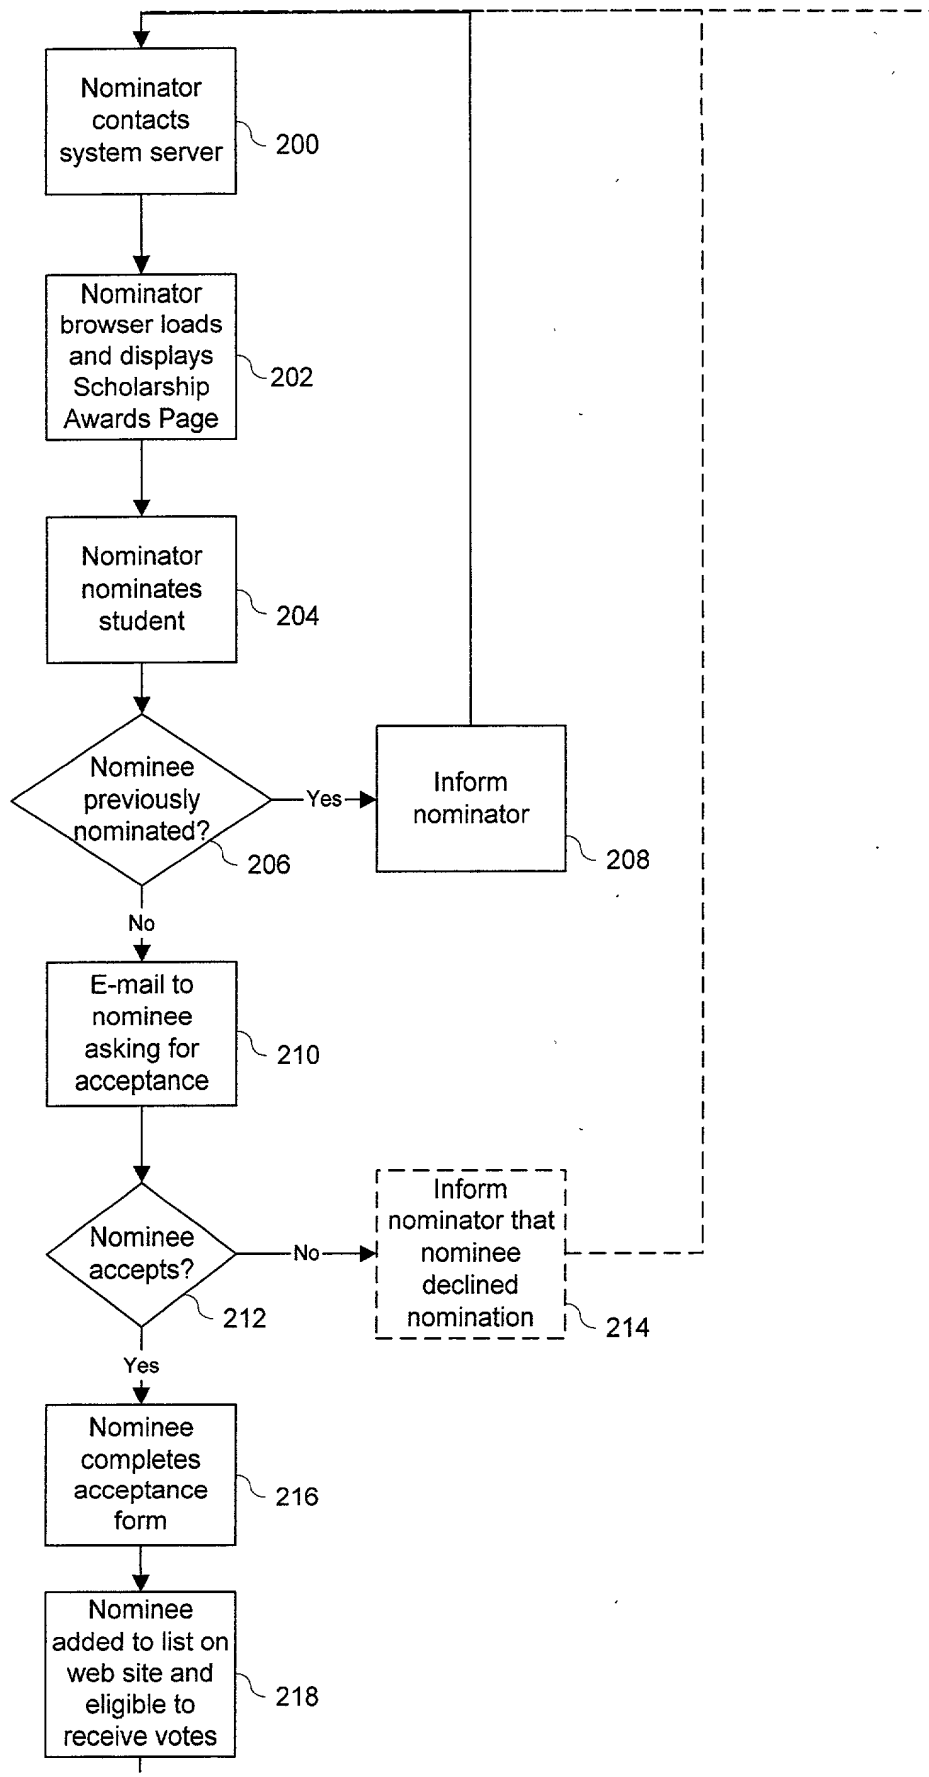 Nominator
contacts
system server
200
Nominator
browser loads
and displays
Scholarship
Awards Page
202
Nominator
nominates
student
204
Nominee
previously
nominated?
206
Yes
Inform
nominator
208
No
E-mail to
nominee
asking for
acceptance
210
Nominee
accepts?
212
No
Inform
nominator that
nominee
declined
nomination
214
Yes
Nominee
completes
acceptance
form
216
Nominee
added to list on
web site and
eligible to
receive votes
218